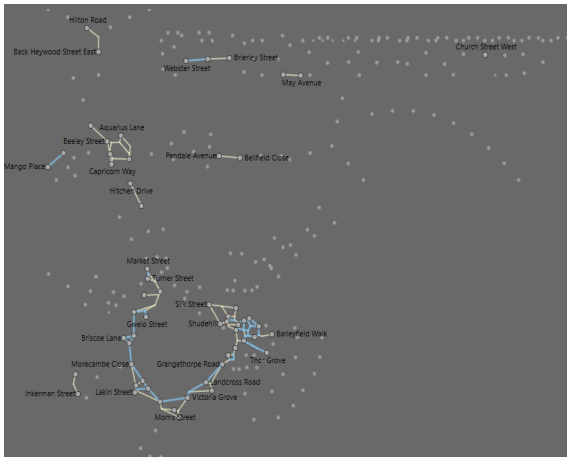 Hilton Road
Back Heywood Street East
Church Street West
Webster Street
Brierley Street
May Avenue
Aquarius Lane
Beeley Street
Pendale Avenue
Bellfield Close
Mango Place
Capricorn Way
Hitchen Drive
Market Street
Turner Street
Silk Street
Shudehill
Gwelo Street
Barleyfield Walk
Briscoe Lane
Morecambe Close
Grangethorpe Road
Thor Grove
Landcross Road
Inkerman Street
Lakin Street
Victoria Grove
Morris Street